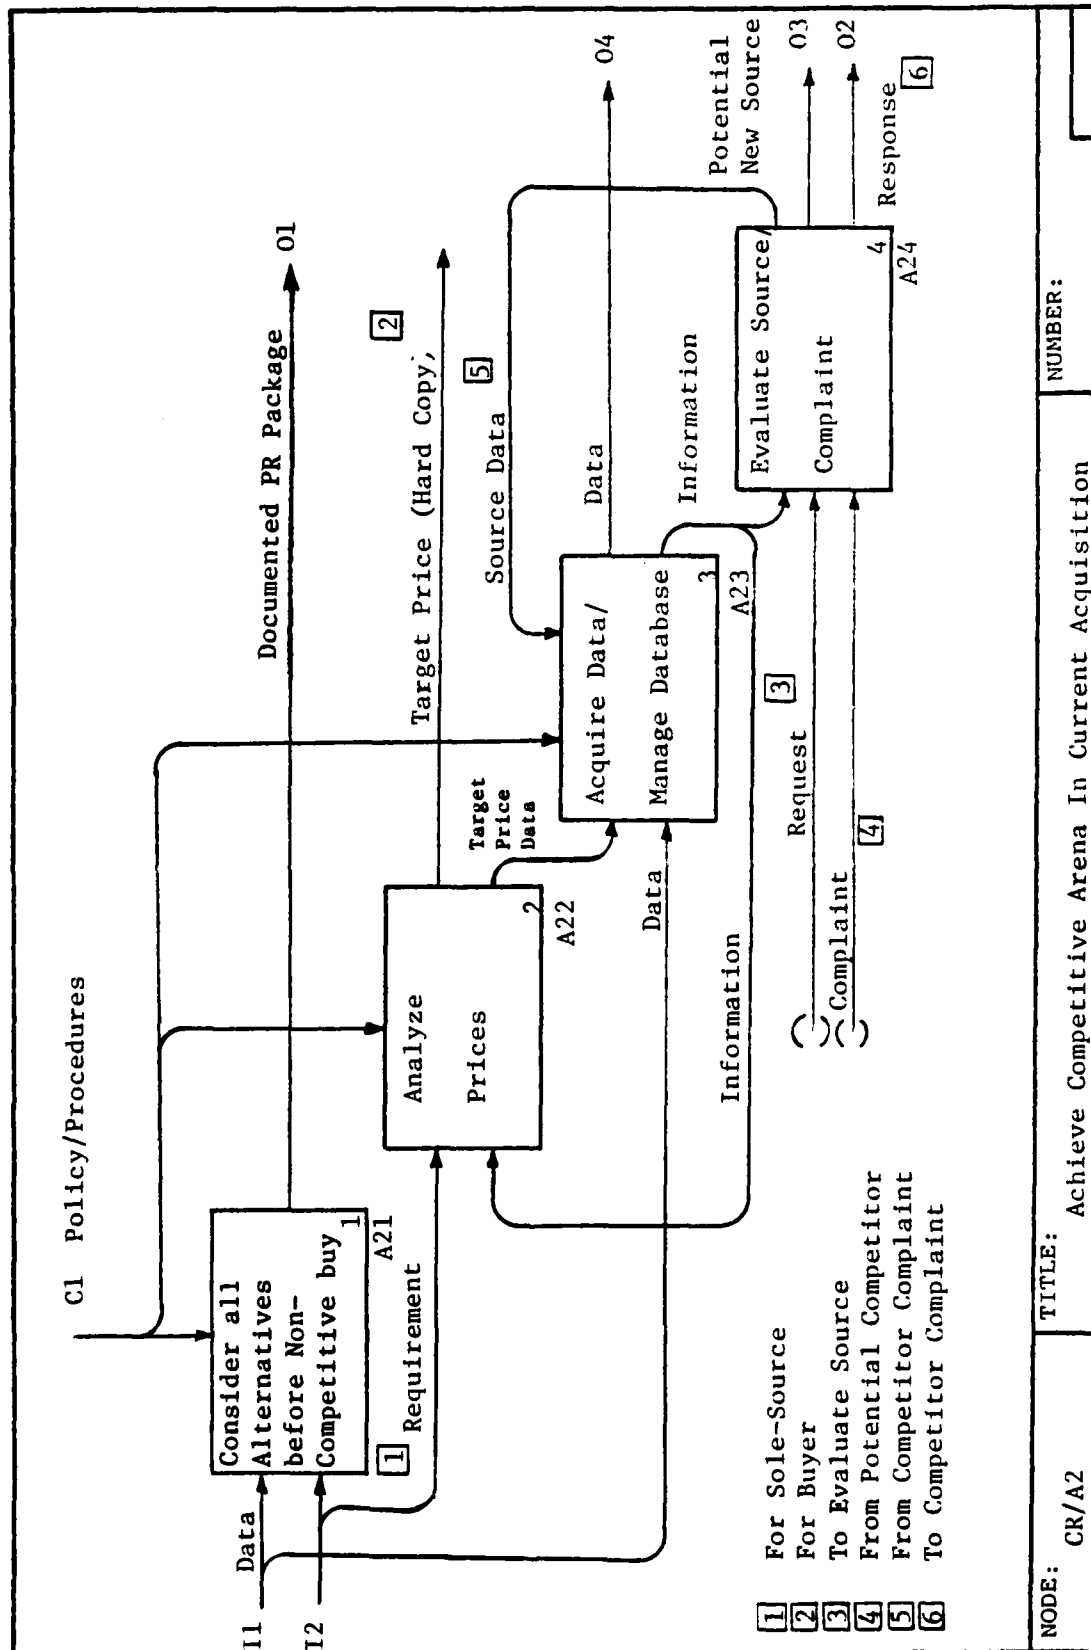 C1 Policy/Procedures
I1
Data
I2
Consider all
Alternatives
before Non-
Competitive buy
1
A21
1
Requirement
Documented PR Package
O1
Analyze
Prices
2
A22
Target Price (Hard Copy)
2
Target
Price
Data
Source Data
5
Acquire Data/
Manage Database
3
A23
Data
O4
Data
Information
Information
3
Request
Complaint
4
Evaluate Source/
Complaint
4
A24
Potential
New Source
O3
O2
Response
6
1 For Sole-Source
2 For Buyer
3 To Evaluate Source
4 From Potential Competitor
5 From Competitor Complaint
6 To Competitor Complaint
NODE: CR/A2
TITLE: Achieve Competitive Arena In Current Acquisition
NUMBER: